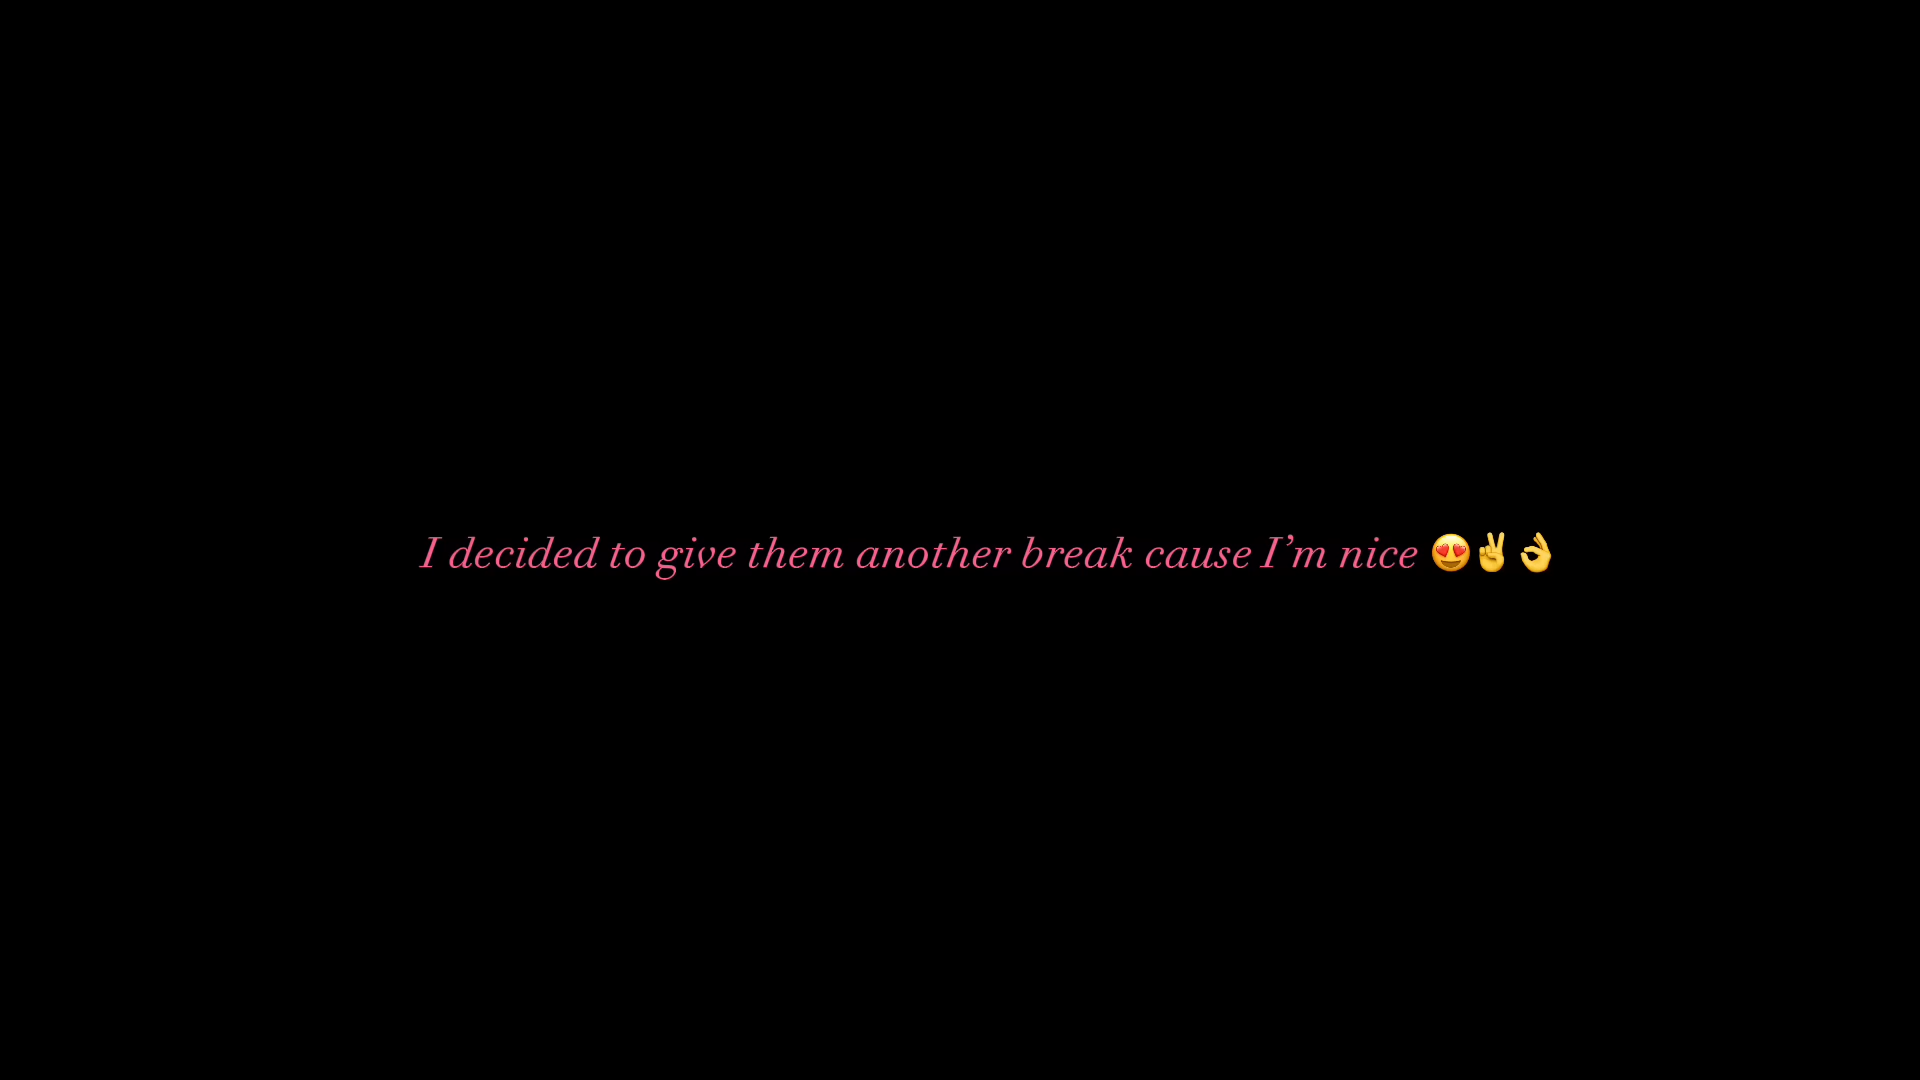 I decided to give them another break cause I’m nice 😍✌👌